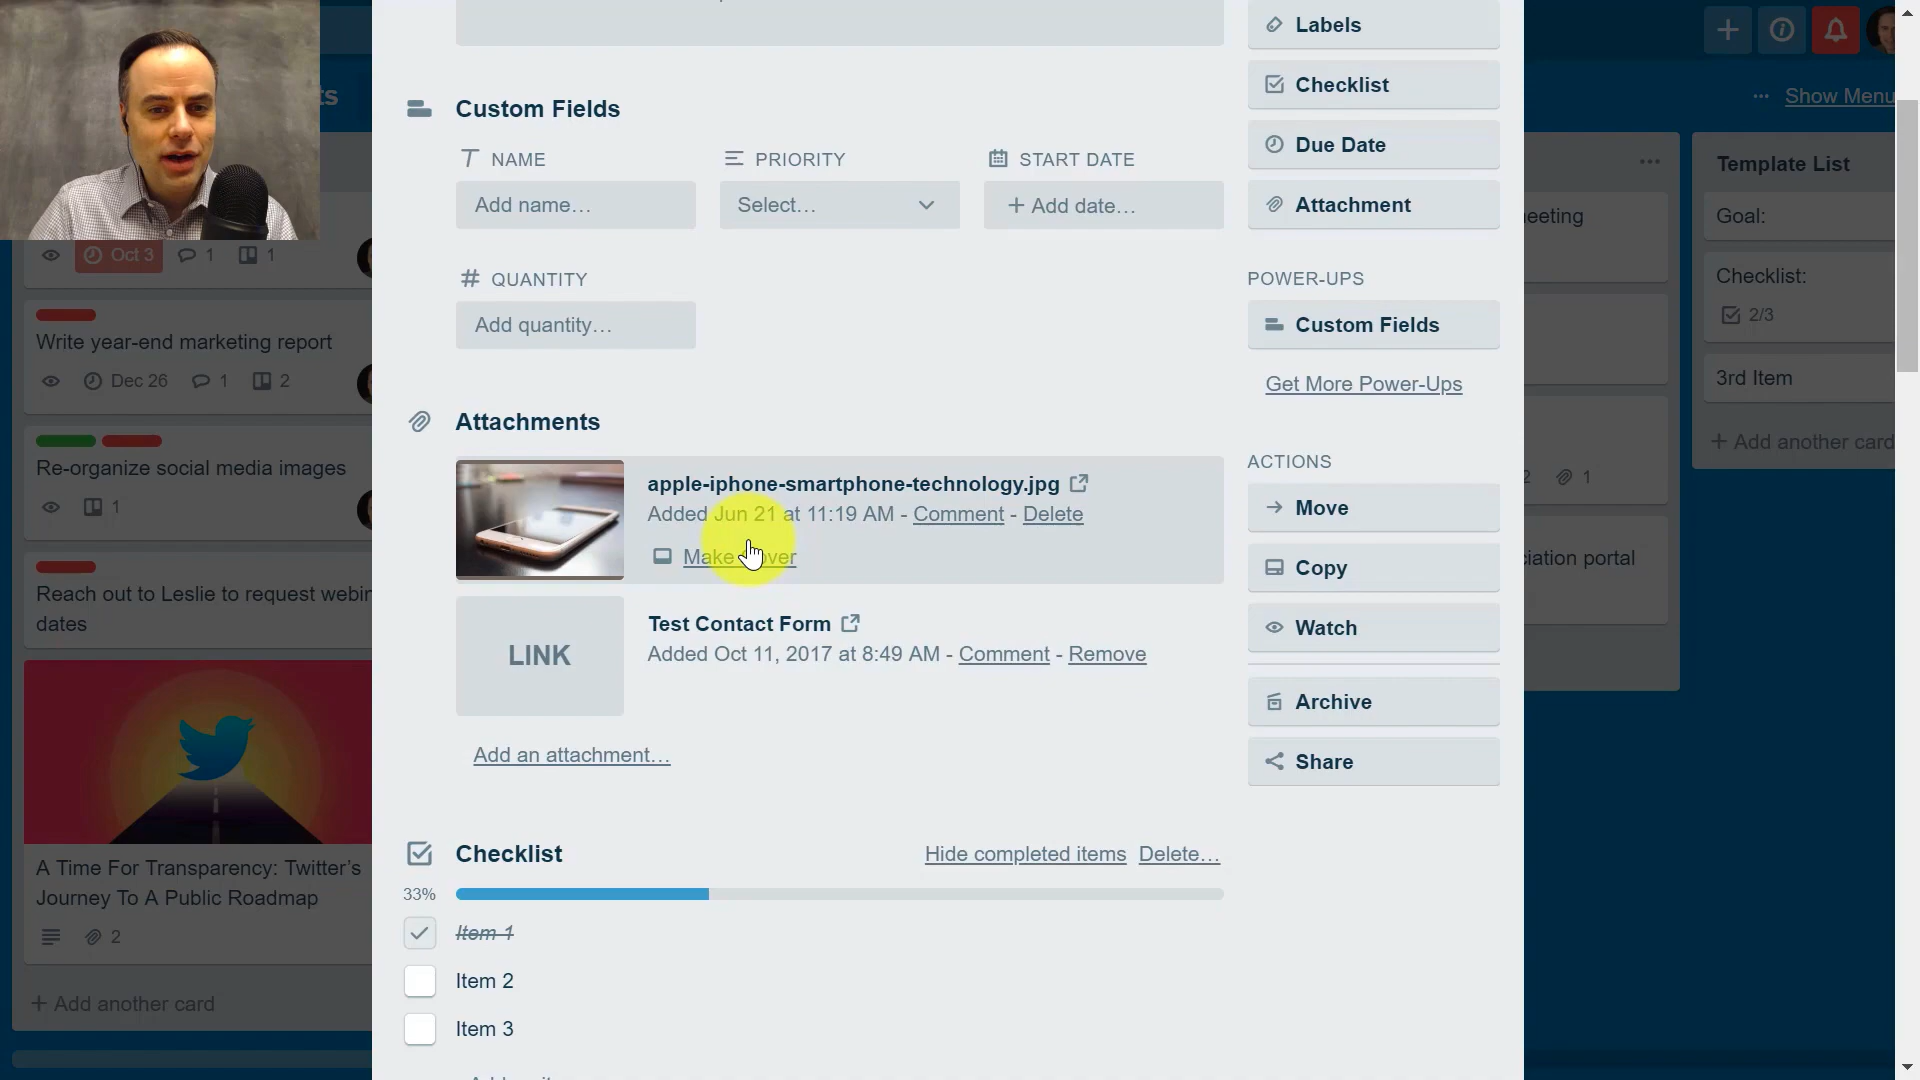 Labels
Custom Fields
Checklist
Show Menu
NAME
PRIORITY
START DATE
Due Date
Add name…
Select…
+ Add date…
Attachment
Template List
Goal:
Oct 3
1
1
QUANTITY
Add quantity…
POWER-UPS
Custom Fields
Get More Power-Ups
Checklist:
2/3
3rd Item
+ Add another card
Write year-end marketing report
Dec 26
1
2
Attachments
apple-iphone-smartphone-technology.jpg
Added Jun 21 at 11:19 AM - Comment - Delete
Make Cover
ACTIONS
Move
Copy
Watch
Archive
Share
2
1
Re-organize social media images
1
Reach out to Leslie to request
dates
LINK
Test Contact Form
Added Oct 11, 2017 at 8:49 AM - Comment - Remove
Add an attachment…
Checklist
Hide completed items
Delete…
33%
Item 1
Item 2
Item 3
A Time For Transparency: Twitter's
Journey To A Public Roadmap
2
+ Add another card
portal